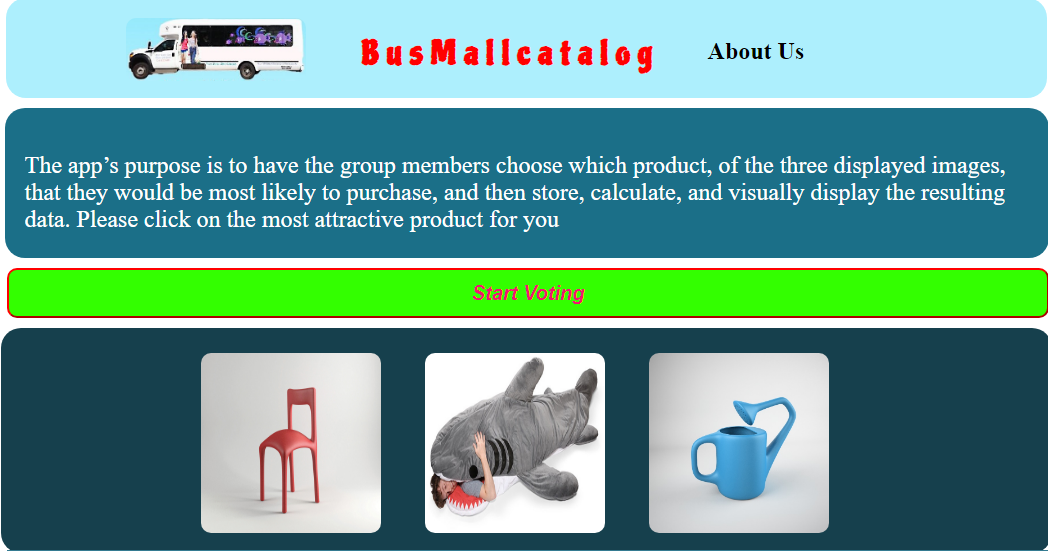 BusMallcatalog
About Us
The app’s purpose is to have the group members choose which product, of the three displayed images,
that they would be most likely to purchase, and then store, calculate, and visually display the resulting
data. Please click on the most attractive product for you
Start Voting